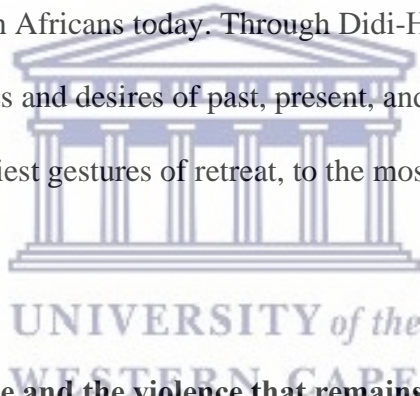 n Africans today. Through Didi-H
s and desires of past, present, and
iest gestures of retreat, to the mos
UNIVERSITY of the
WESTERN CAPE
e and the violence that remains